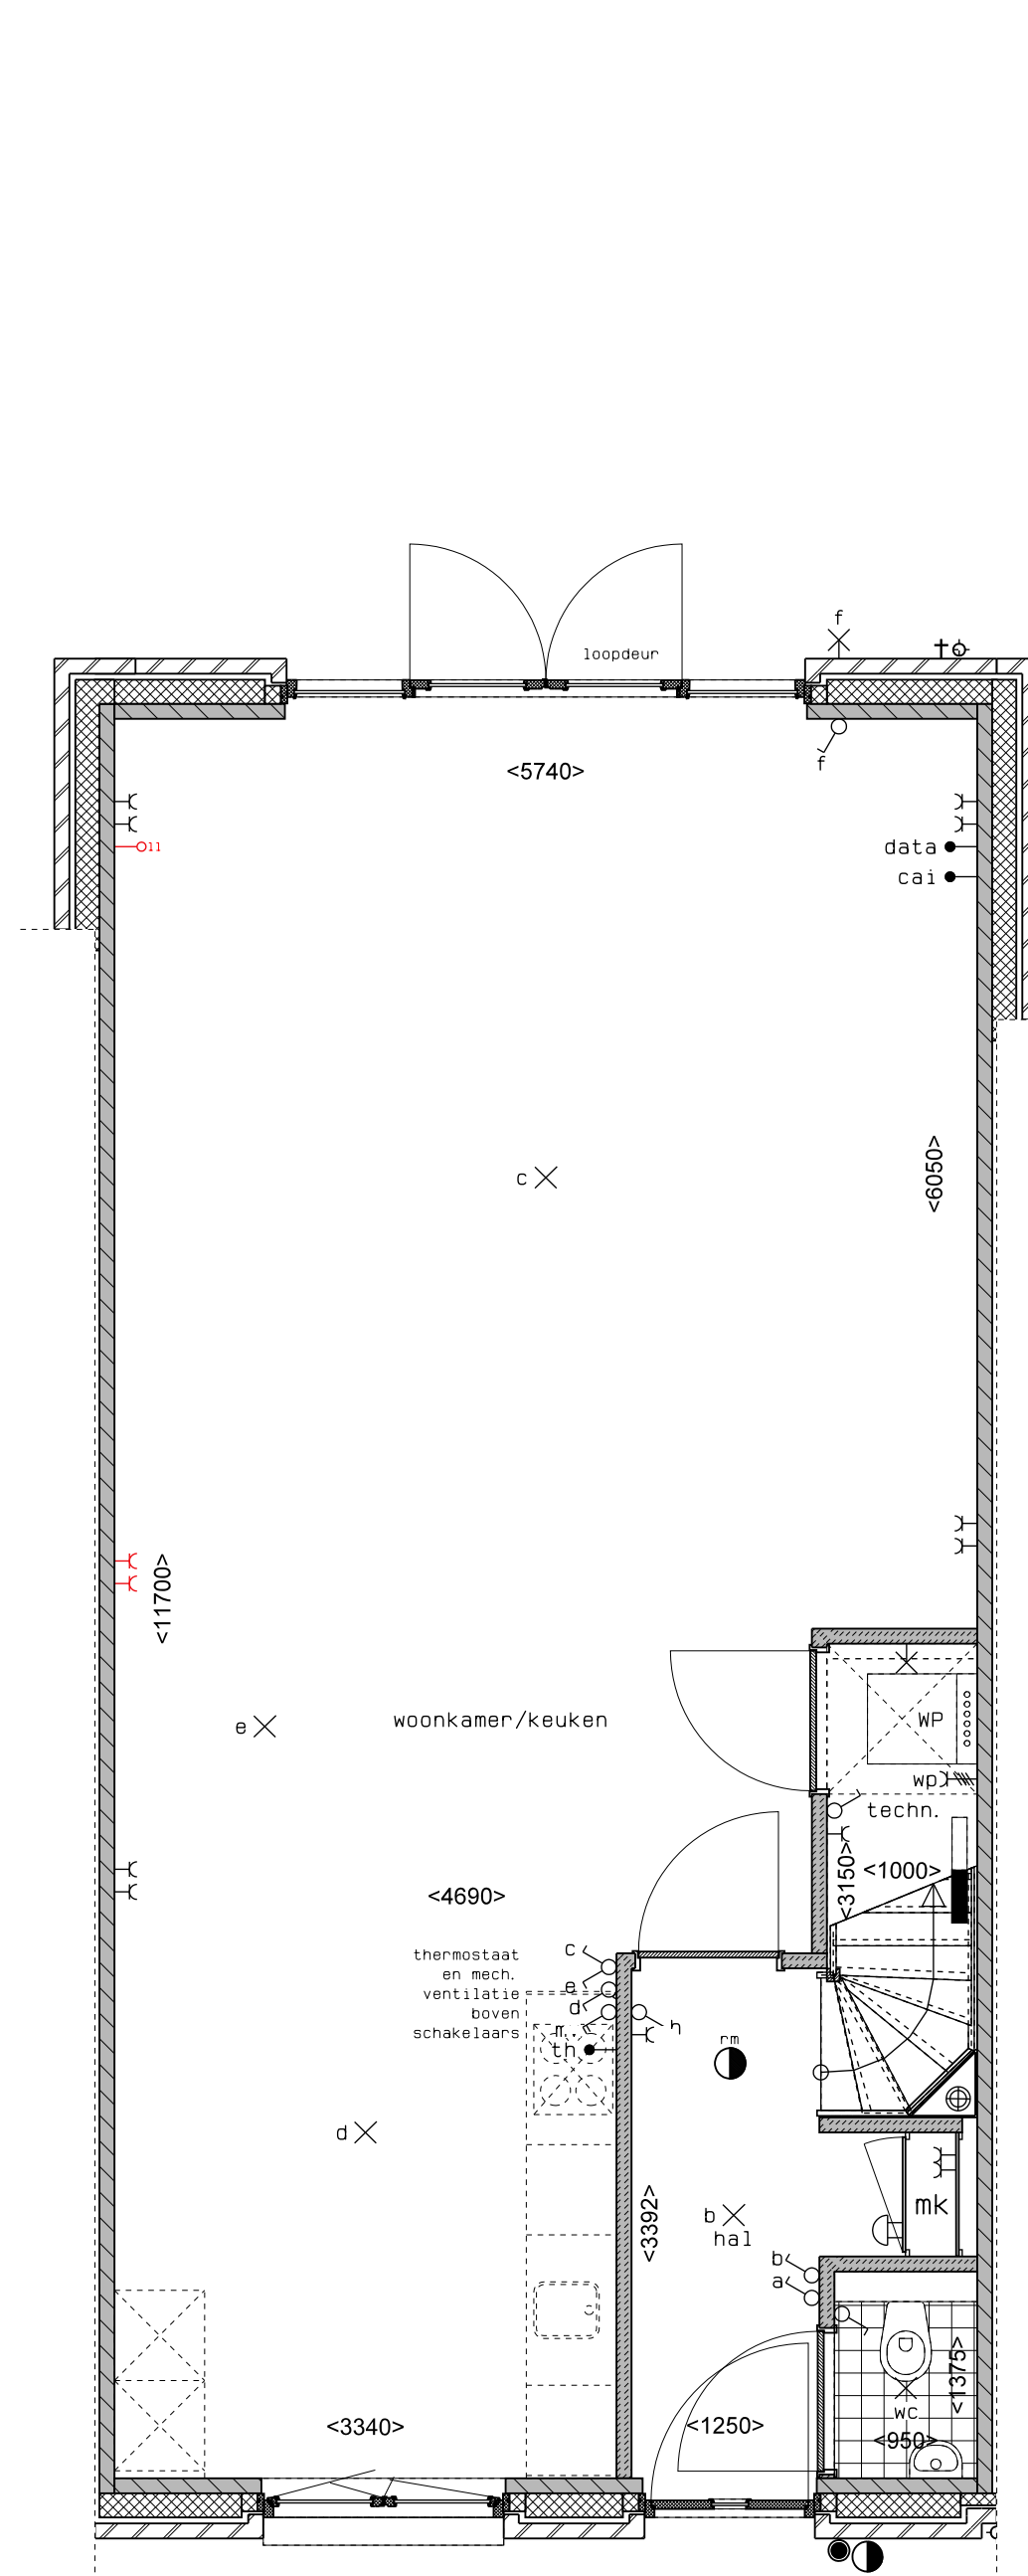 f
loopdeur
<5740>
f
ll
data
cai
<6050>
c
<11700>
woonkamer/keuken
e
WP
wp
techn.
<3150>
<1000>
<4690>
thermostaat
en mech.
ventilatie
boven
schakelaars
c
e
d
m.
th
h
rm
d
<3392>
b
hal
mk
b
a
<1375>
wc
<950>
<3340>
<1250>